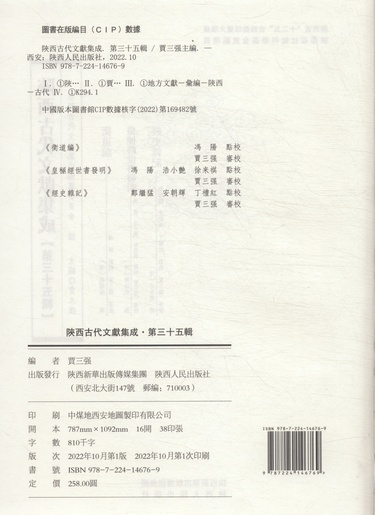 圖書在版編目（CIP）數據
陝西古代文獻集成. 第三十五輯 / 賈三强主編. —
西安：陝西人民出版社, 2022.10
ISBN 978-7-224-14676-9
Ⅰ. ①陝… Ⅱ. ①賈… Ⅲ. ①地方文獻－彙編－陝西
－古代 Ⅳ. ①K294.1
中國版本圖書館CIP數據核字(2022)第169482號
《衛道編》 馮陽 點校
賈三强 審校
《皇極經世書發明》 馮陽 浩小艷 徐未祺 點校
賈三强 審校
《經史雜記》 鄭繼猛 安朝輝 丁禮紅 點校
賈三强 審校
陝西古代文獻集成·第三十五輯
編者 賈三强
出版發行 陝西新華出版傳媒集團 陝西人民出版社
（西安北大街147號 郵編：710003）
印刷 中煤地西安地圖製印有限公司
開本 787mm×1092mm 16開 38印張
字數 810千字
版次 2022年10月第1版 2022年10月第1次印刷
書號 ISBN 978-7-224-14676-9
定價 258.00圓
ISBN 978-7-224-14676-9
9 787224 146769 >